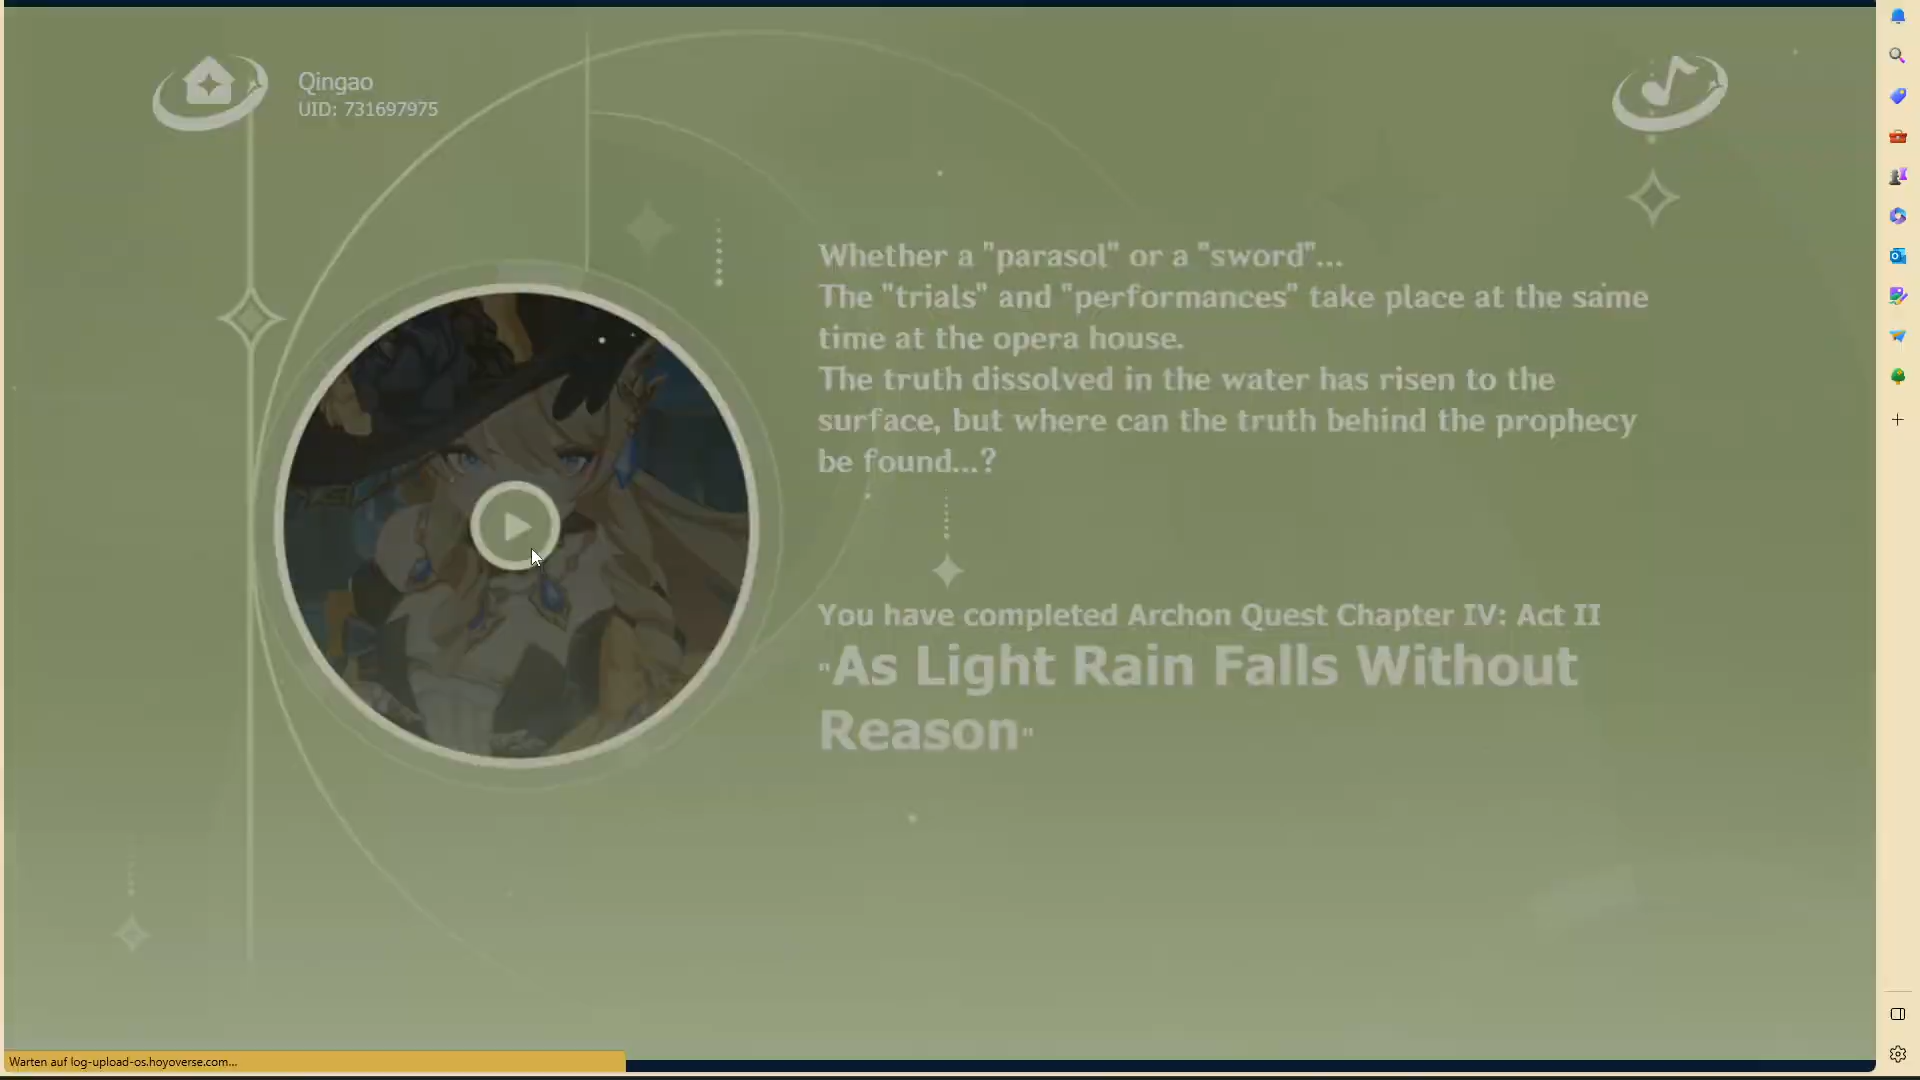 Qingao
UID: 731697975
Whether a "parasol" or a "sword"...
The "trials" and "performances" take place at the same
time at the opera house.
The truth dissolved in the water has risen to the
surface, but where can the truth behind the prophecy
be found...?
You have completed Archon Quest Chapter IV: Act II
"As Light Rain Falls Without
Reason"
Warten auf log-upload-os.hoyoverse.com...